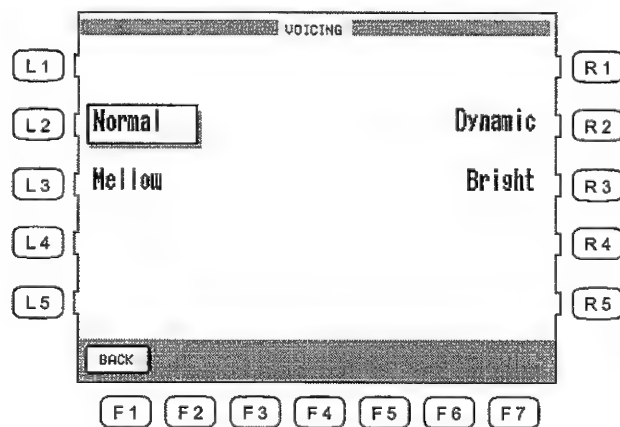 VOICING
L1 R1
L2 Normal Dynamic R2
L3 Mellow Bright R3
L4 R4
L5 R5
BACK
F1 F2 F3 F4 F5 F6 F7